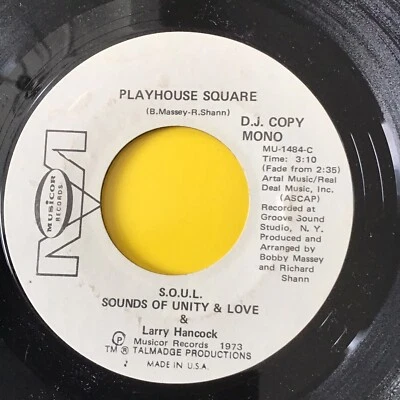 PLAYHOUSE SQUARE
(B.Massey-R.Shann)
D.J. COPY
MONO
MU-1484-C
Time: 3:10
(Fade from 2:35)
Artal Music/Real
Deal Music, Inc.
(ASCAP)
Recorded at
Groove Sound
Studio, N. Y.
Produced and
Arranged by
Bobby Massey
and Richard
Shann
MUSICOR
RECORDS
S.O.U.L.
SOUNDS OF UNITY & LOVE
&
Larry Hancock
℗ Musicor Records 1973
TM ® TALMADGE PRODUCTIONS
MADE IN U.S.A.